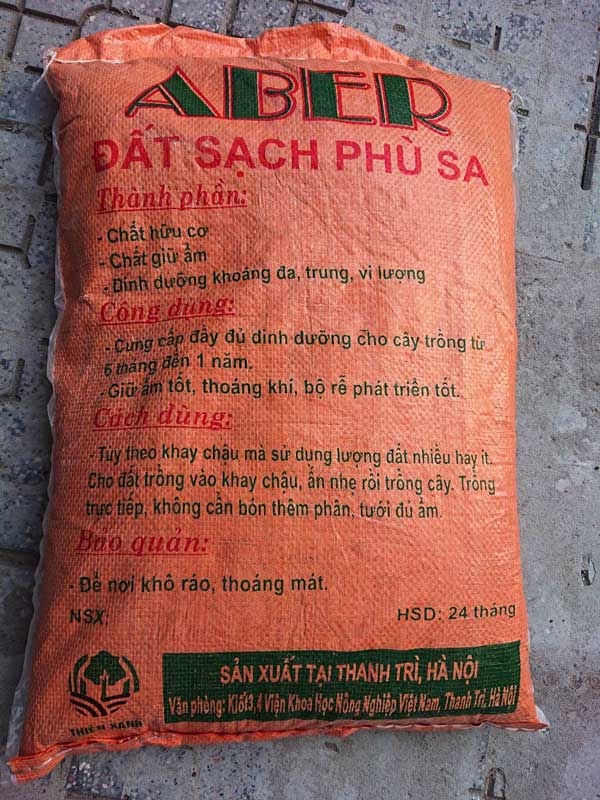 ABER
ĐẤT SẠCH PHÙ SA
Thành phần:
- Chất hữu cơ
- Chất giữ ẩm
- Dinh dưỡng khoáng đa, trung, vi lượng
Công dụng:
- Cung cấp đầy đủ dinh dưỡng cho cây trồng từ
6 tháng đến 1 năm.
- Giữ ẩm tốt, thoáng khí, bộ rễ phát triển tốt.
Cách dùng:
- Tùy theo khay chậu mà sử dụng lượng đất nhiều hay ít.
Cho đất trồng vào khay chậu, ấn nhẹ rồi trồng cây. Trồng
trực tiếp, không cần bón thêm phân, tưới đủ ẩm.
Bảo quản:
- Để nơi khô ráo, thoáng mát.
NSX:
HSD: 24 tháng
SẢN XUẤT TẠI THANH TRÌ, HÀ NỘI
Văn phòng: 3,4 Viện Khoa Học Nông Nghiệp Việt Nam, Thanh Trì, Hà Nội
THIÊN XANH